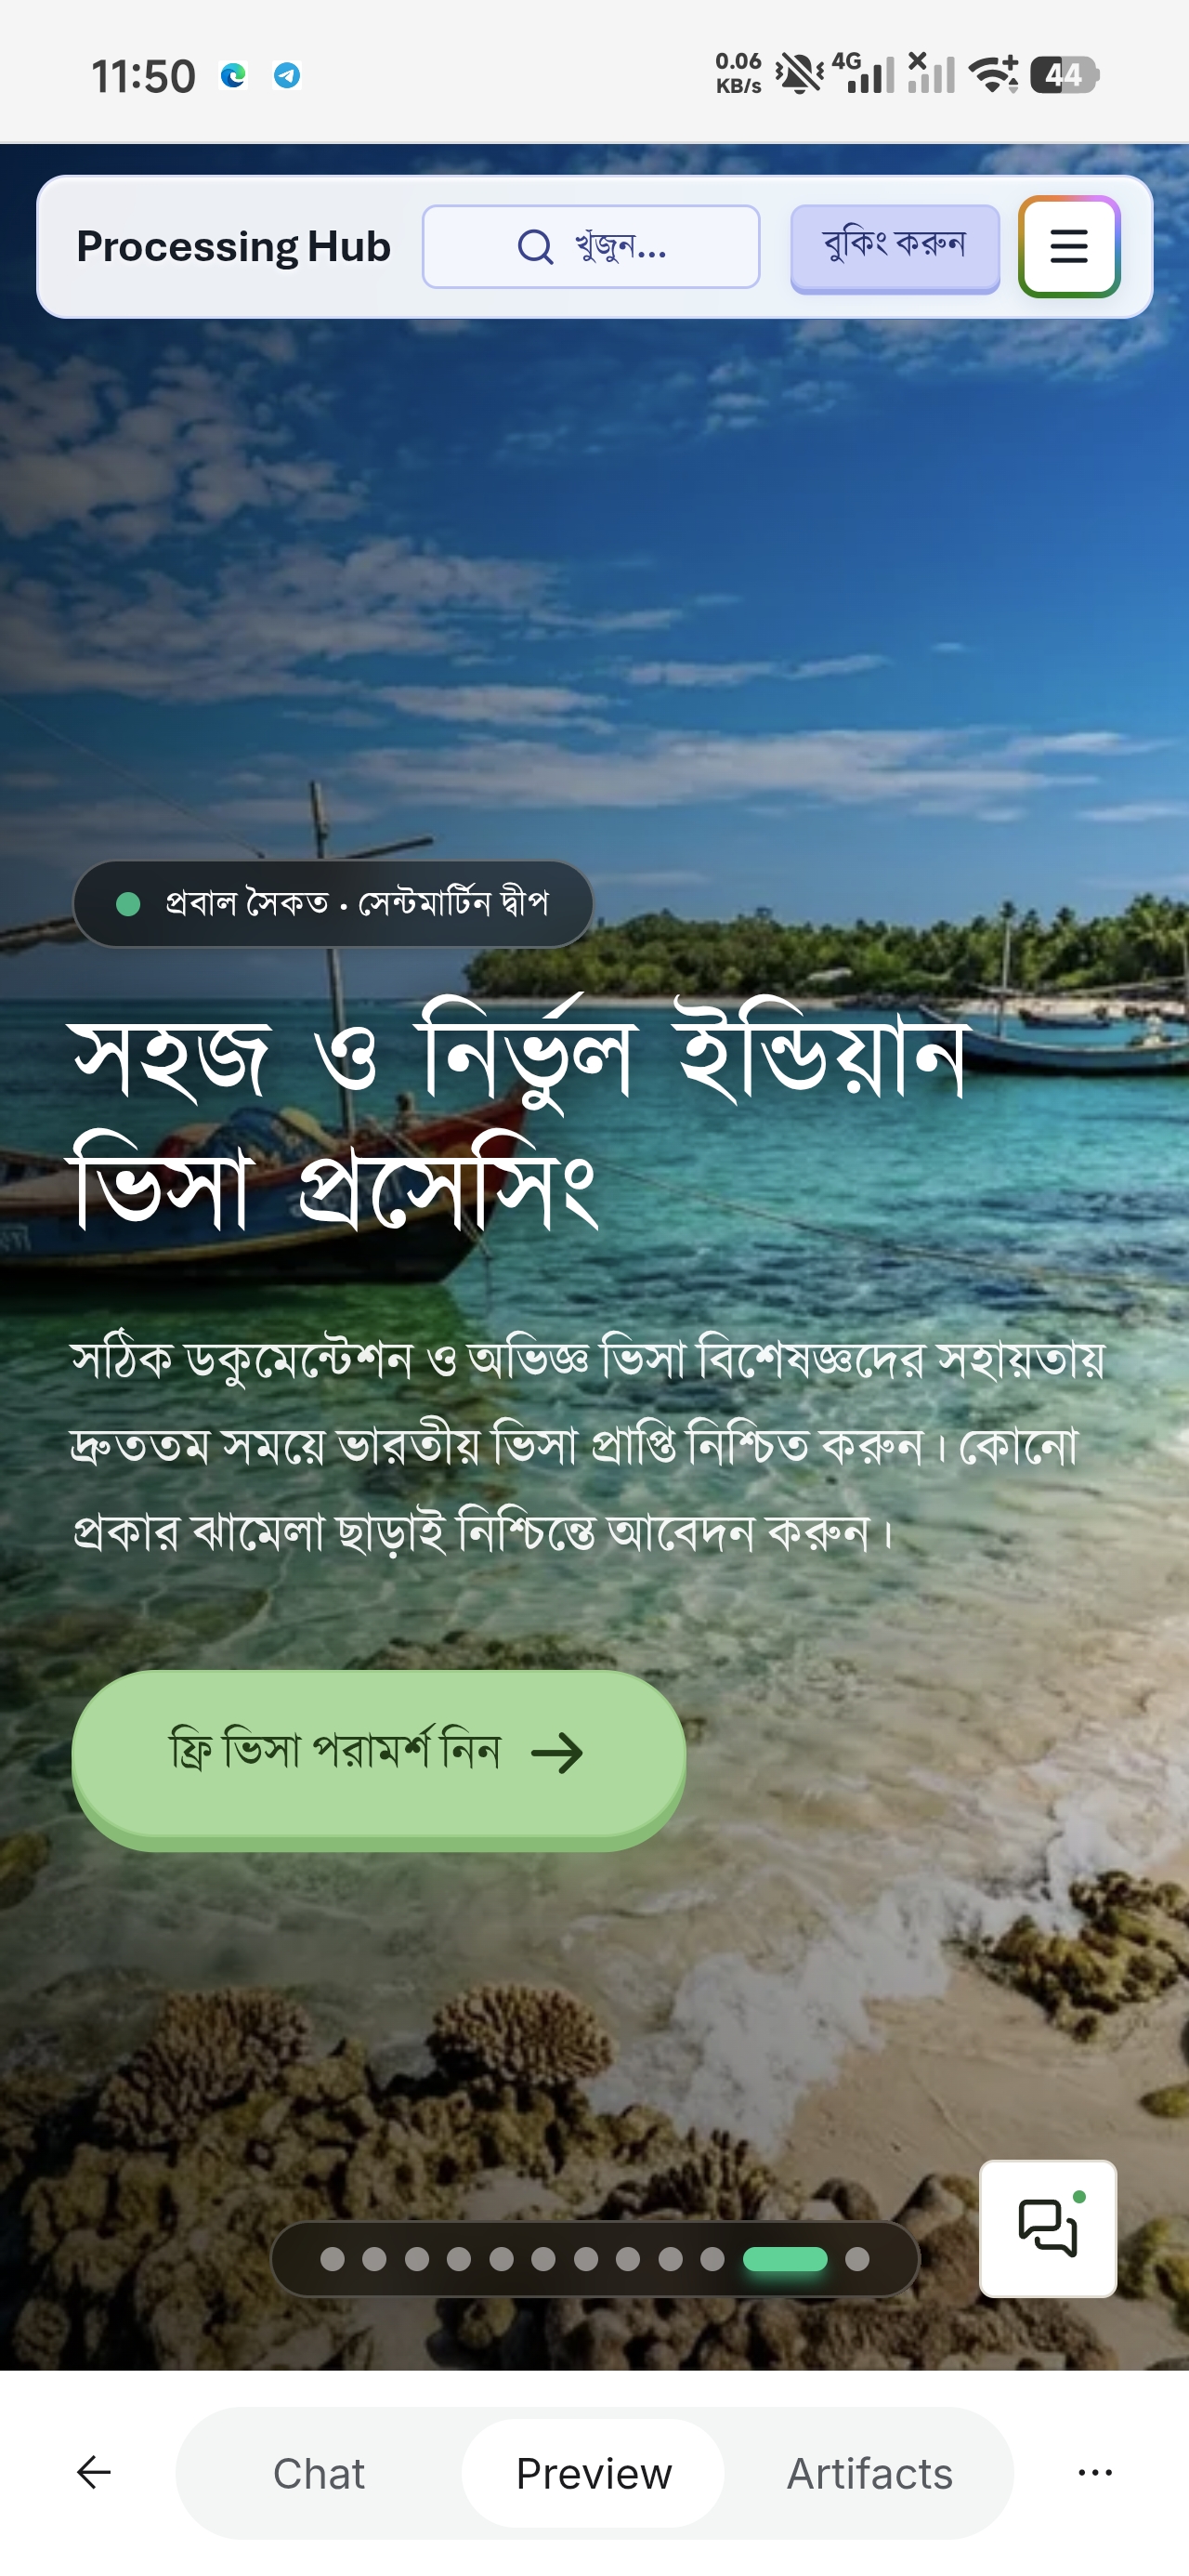 11:50
0.06
KB/s
4G
44
Processing Hub
খুঁজুন...
বুকিং করুন
প্রবাল সৈকত • সেন্টমার্টিন দ্বীপ
সহজ ও নির্ভুল ইন্ডিয়ান
ভিসা প্রসেসিং
সঠিক ডকুমেন্টেশন ও অভিজ্ঞ ভিসা বিশেষজ্ঞদের সহায়তায়
দ্রুততম সময়ে ভারতীয় ভিসা প্রাপ্তি নিশ্চিত করুন। কোনো
প্রকার ঝামেলা ছাড়াই নিশ্চিন্তে আবেদন করুন।
ফ্রি ভিসা পরামর্শ নিন
Chat
Preview
Artifacts